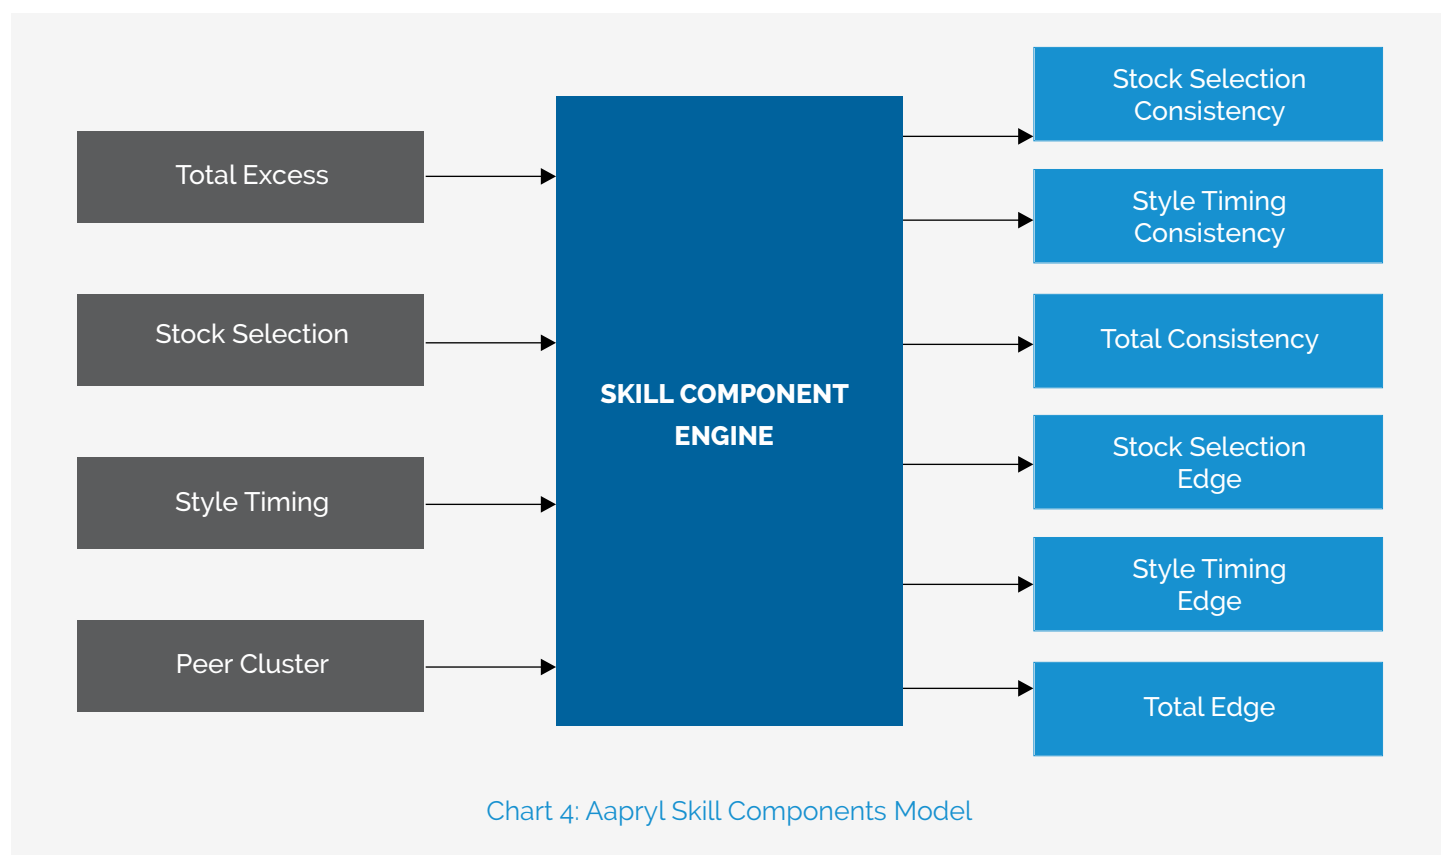 Total Excess
Stock Selection
Style Timing
Peer Cluster
SKILL COMPONENT
ENGINE
Stock Selection
Consistency
Style Timing
Consistency
Total Consistency
Stock Selection
Edge
Style Timing
Edge
Total Edge
Chart 4: Aapryl Skill Components Model